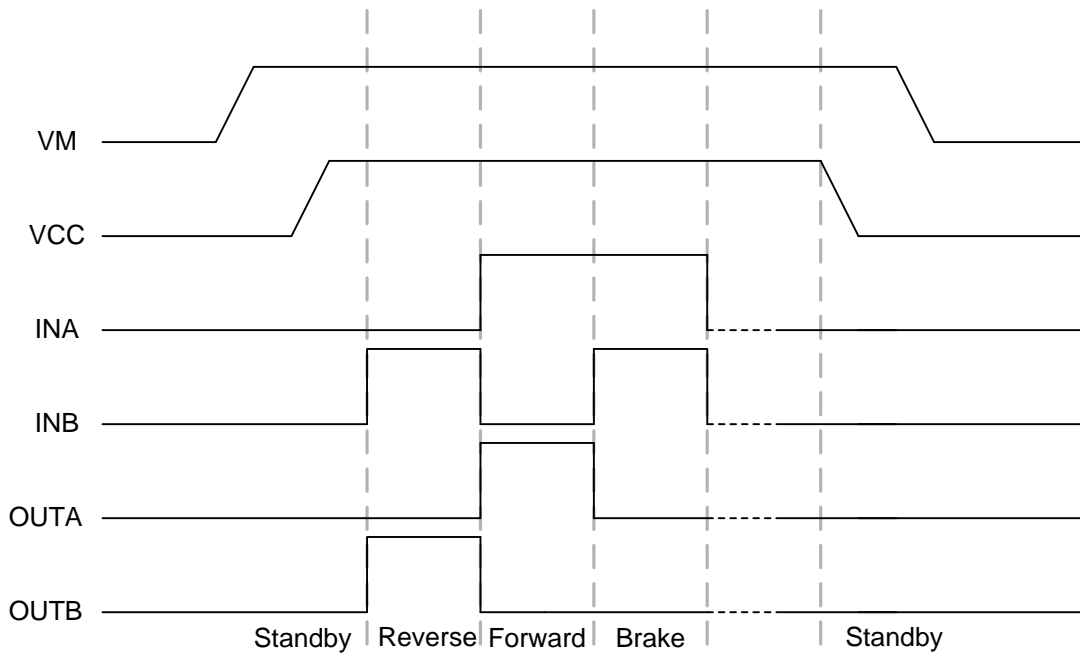 VM
VCC
INA
INB
OUTA
OUTB
Standby Reverse Forward Brake Standby